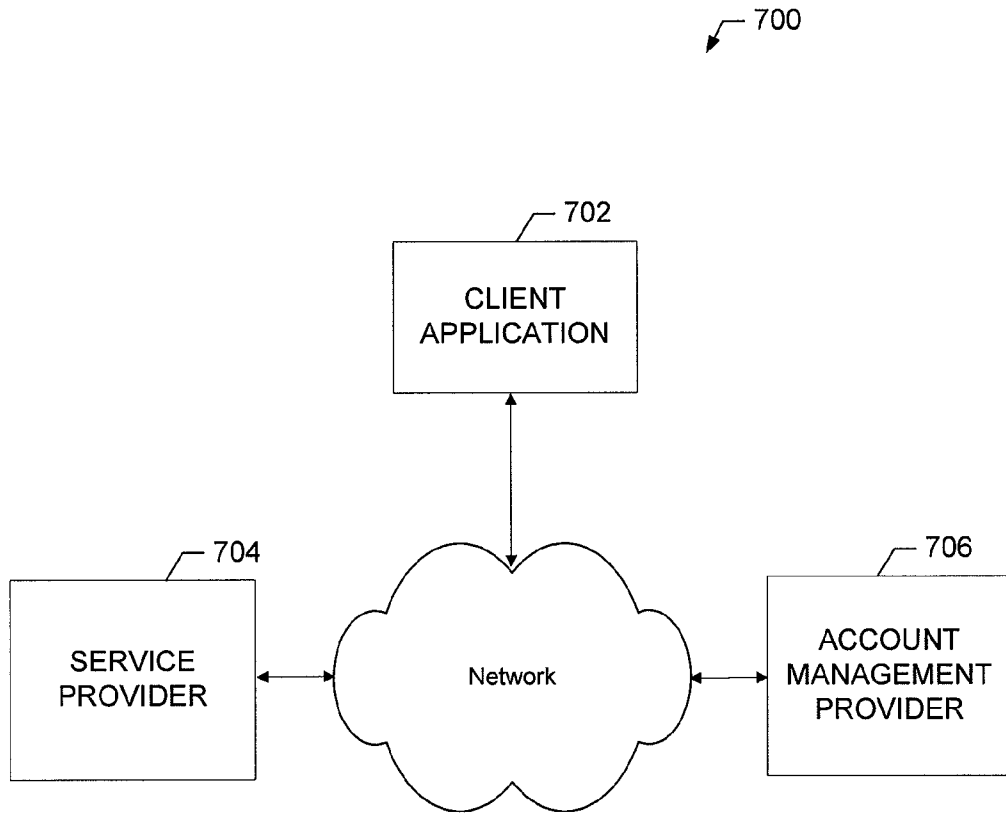 700
702
CLIENT
APPLICATION
704
SERVICE
PROVIDER
Network
706
ACCOUNT
MANAGEMENT
PROVIDER